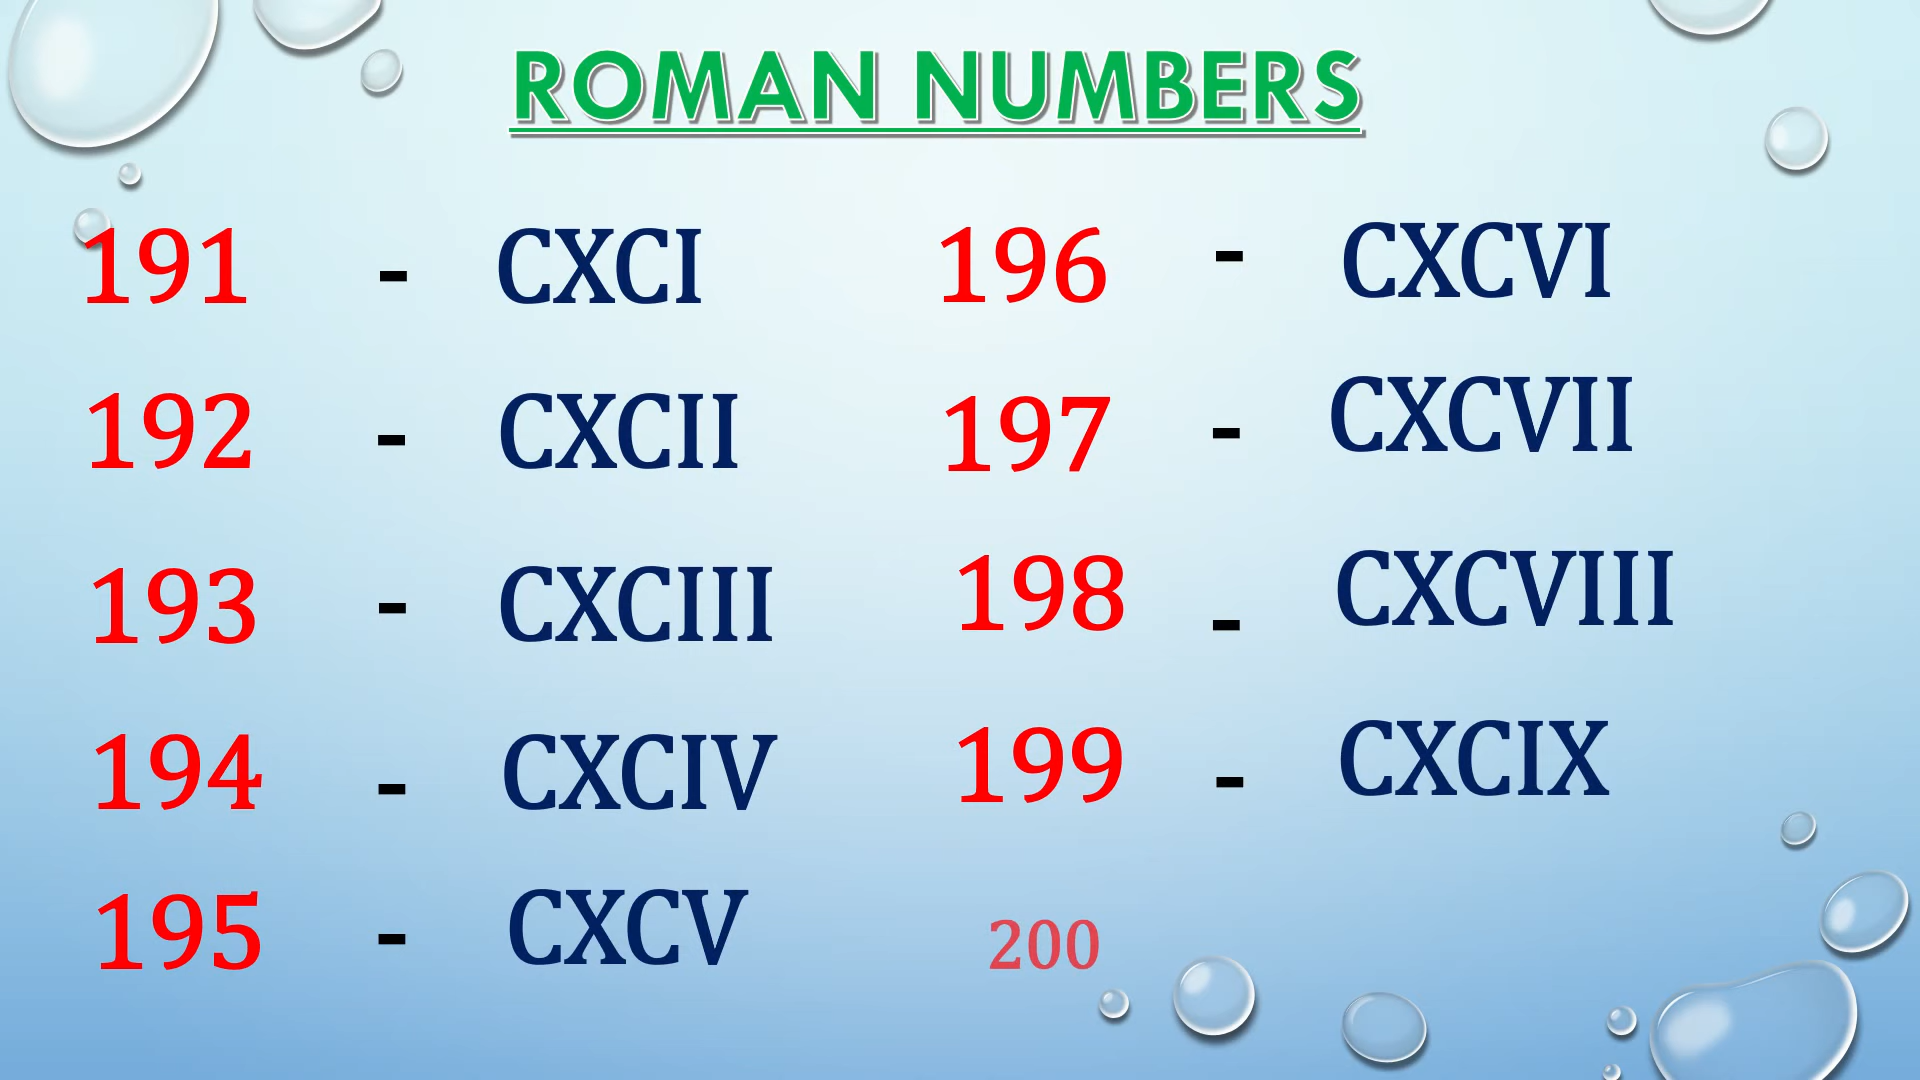 ROMAN NUMBERS
191 - CXCI
192 - CXCII
193 - CXCIII
194 - CXCIV
195 - CXCV
196 - CXCVI
197 - CXCVII
198 - CXCVIII
199 - CXCIX
200